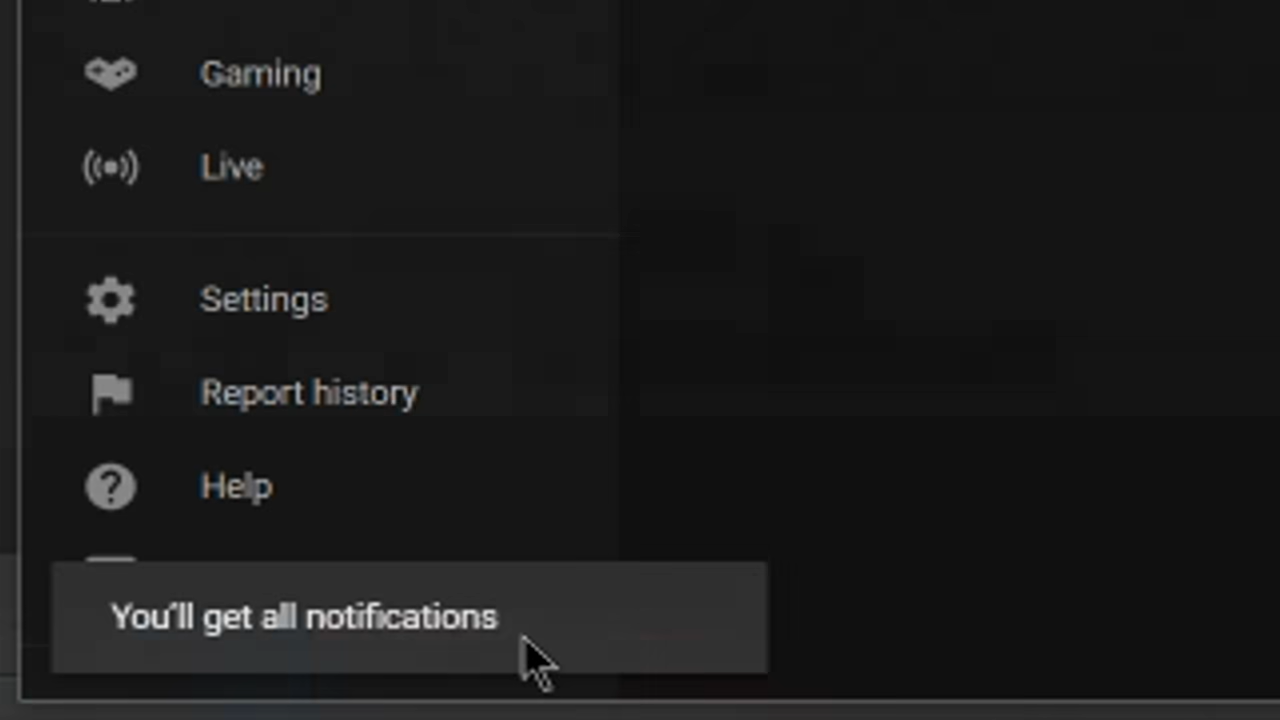 Gaming
Live
Settings
Report history
Help
You'll get all notifications